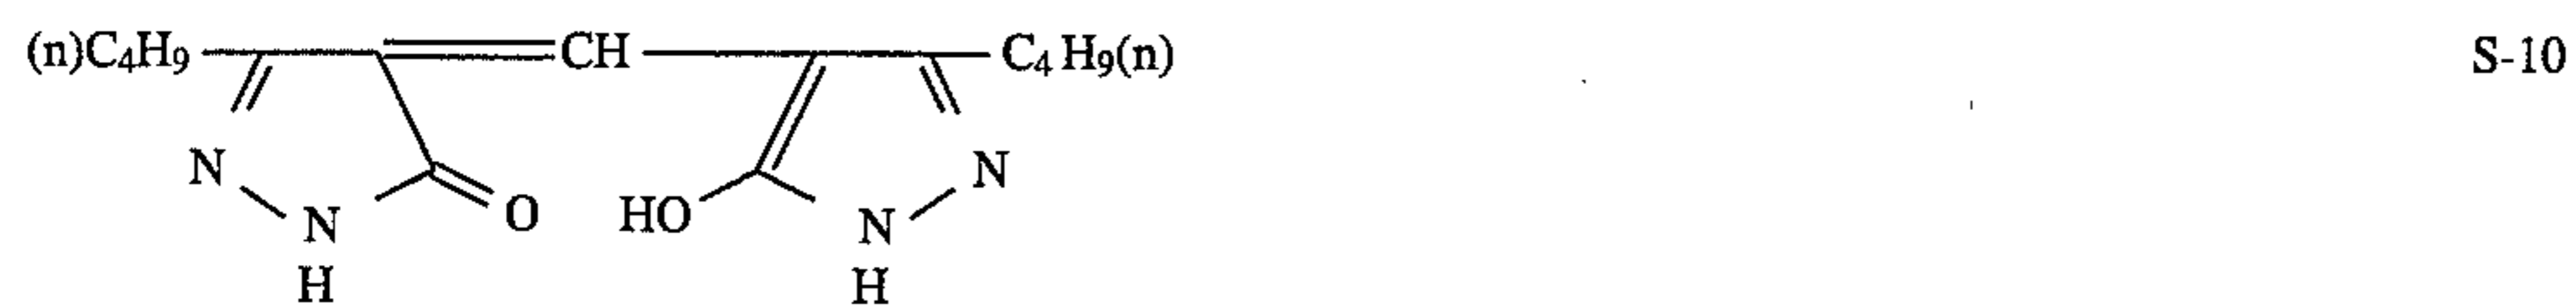 (n)C₄H₉ CH C₄H₉(n) S-10
N N
N O HO N
H H